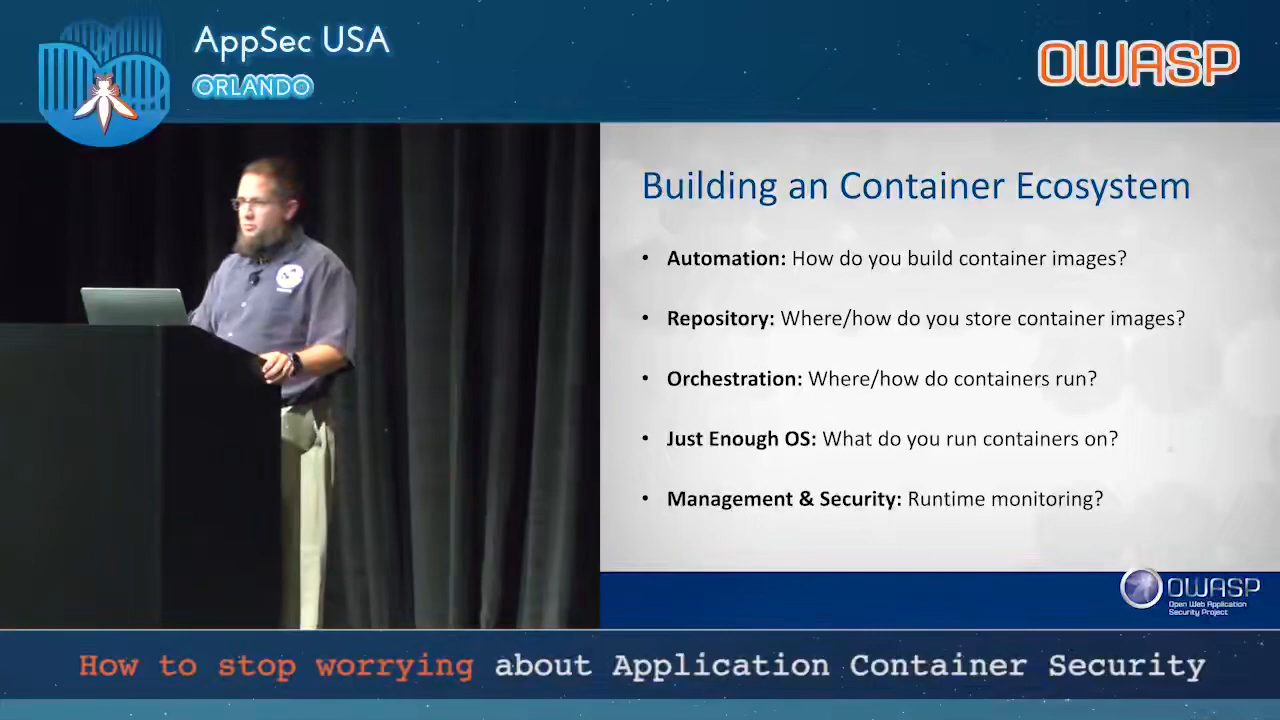 AppSec USA
ORLANDO
OWASP
Building an Container Ecosystem
• Automation: How do you build container images?
• Repository: Where/how do you store container images?
• Orchestration: Where/how do containers run?
• Just Enough OS: What do you run containers on?
• Management & Security: Runtime monitoring?
OWASP
Open Web Application
Security Project
How to stop worrying about Application Container Security